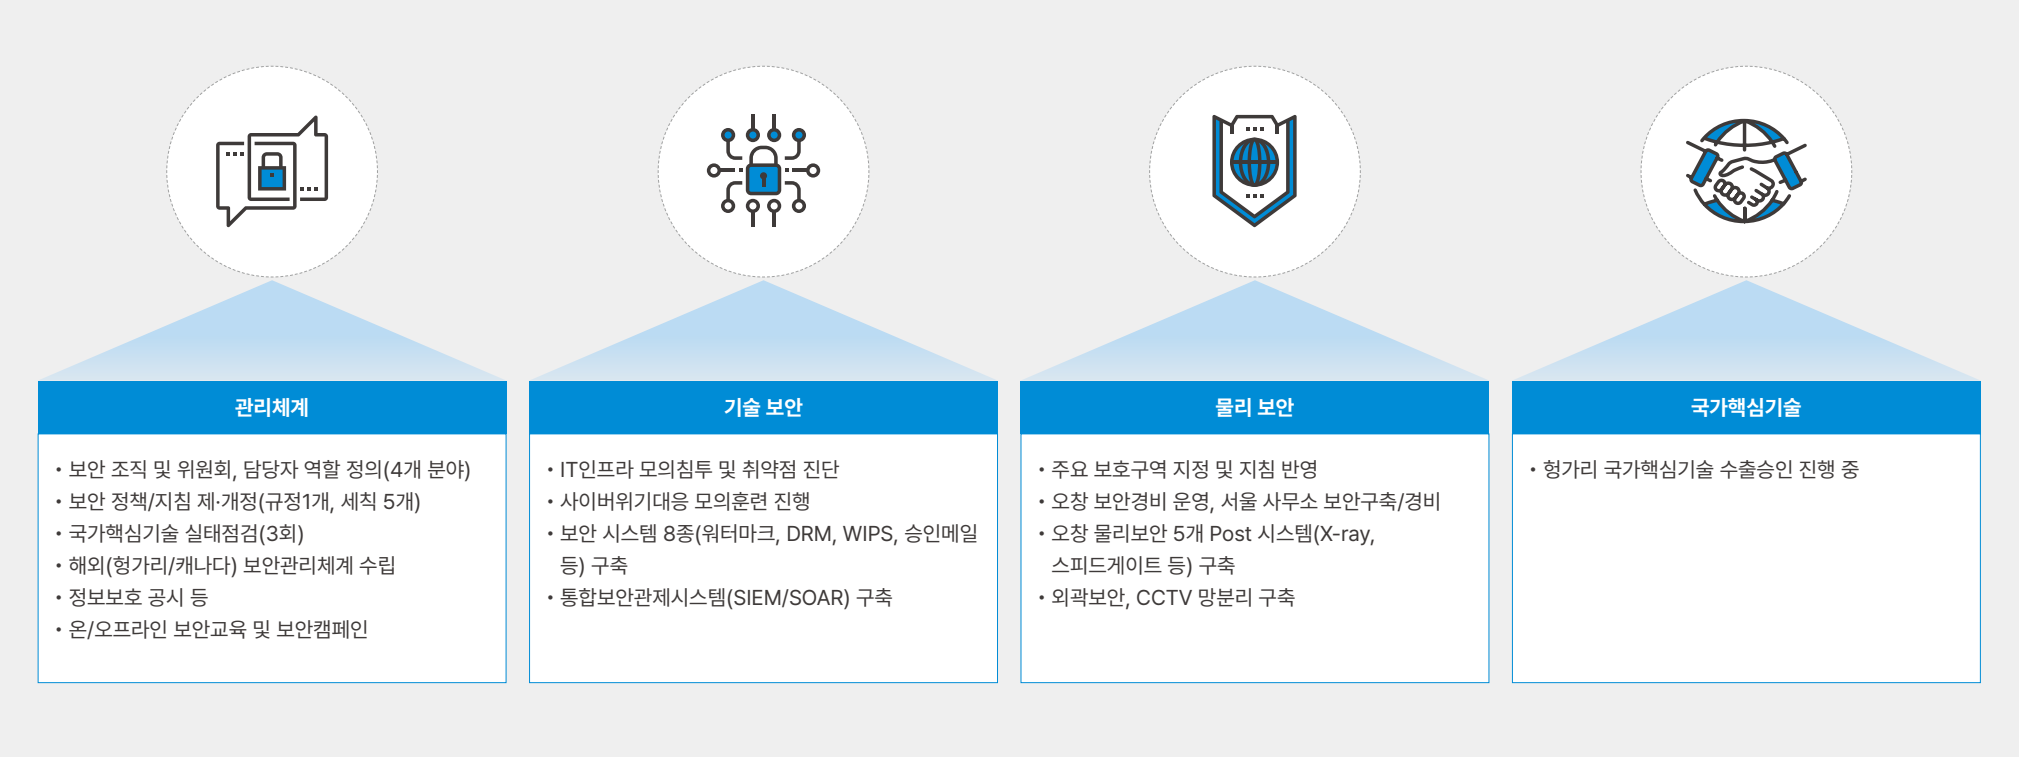 관리체계
• 보안 조직 및 위원회, 담당자 역할 정의(4개 분야)
• 보안 정책/지침 제·개정(규정1개, 세칙 5개)
• 국가핵심기술 실태점검(3회)
• 해외(헝가리/캐나다) 보안관리체계 수립
• 정보보호 공시 등
• 온/오프라인 보안교육 및 보안캠페인
기술 보안
• IT인프라 모의침투 및 취약점 진단
• 사이버위기대응 모의훈련 진행
• 보안 시스템 8종(워터마크, DRM, WIPS, 승인메일
등) 구축
• 통합보안관제시스템(SIEM/SOAR) 구축
물리 보안
• 주요 보호구역 지정 및 지침 반영
• 오창 보안경비 운영, 서울 사무소 보안구축/경비
• 오창 물리보안 5개 Post 시스템(X-ray,
스피드게이트 등) 구축
• 외곽보안, CCTV 망분리 구축
국가핵심기술
• 헝가리 국가핵심기술 수출승인 진행 중